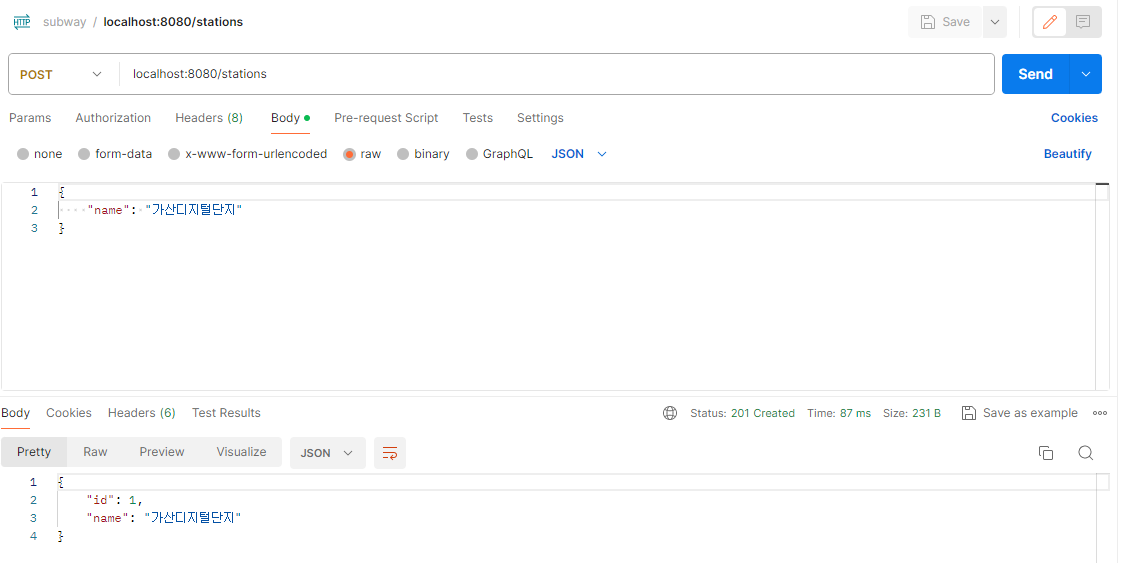 HTTP subway / localhost:8080/stations Save
POST localhost:8080/stations Send
Params Authorization Headers (8) Body Pre-request Script Tests Settings Cookies
none form-data x-www-form-urlencoded raw binary GraphQL JSON Beautify
1 {
2 ····"name":·"가산디지털단지"
3 }
Body Cookies Headers (6) Test Results Status: 201 Created Time: 87 ms Size: 231 B Save as example
Pretty Raw Preview Visualize JSON
1 {
2 "id": 1,
3 "name": "가산디지털단지"
4 }